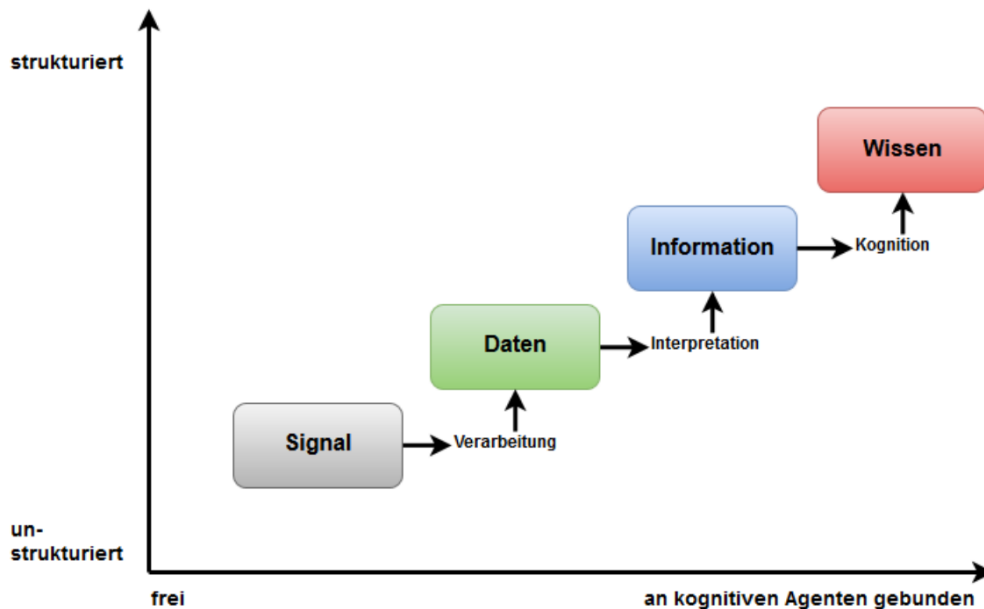 strukturiert
Wissen
Information
Kognition
Daten
Interpretation
Signal
Verarbeitung
un-
strukturiert
frei
an kognitiven Agenten gebunden